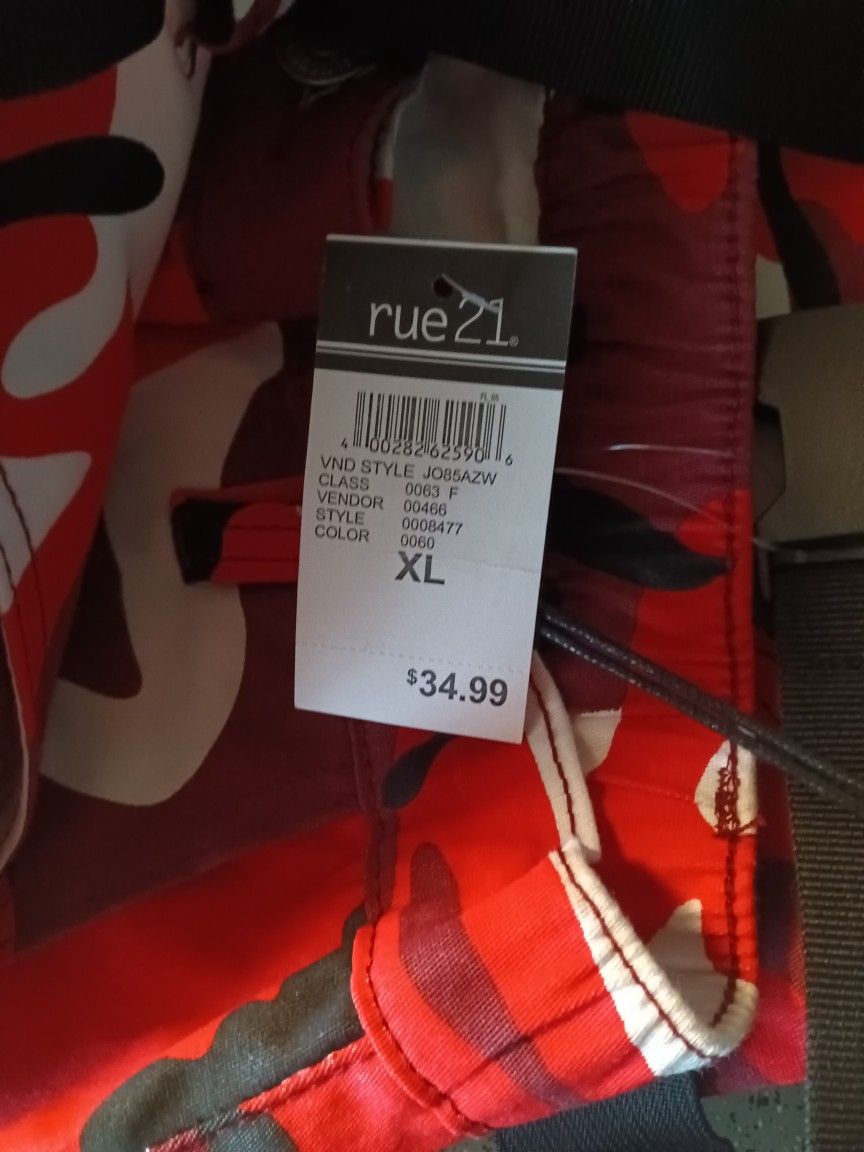 rue21®
4 00282 62590 6
VND STYLE JO85AZW
CLASS 0063 F
VENDOR 00466
STYLE 0008477
COLOR 0060
XL
$34.99